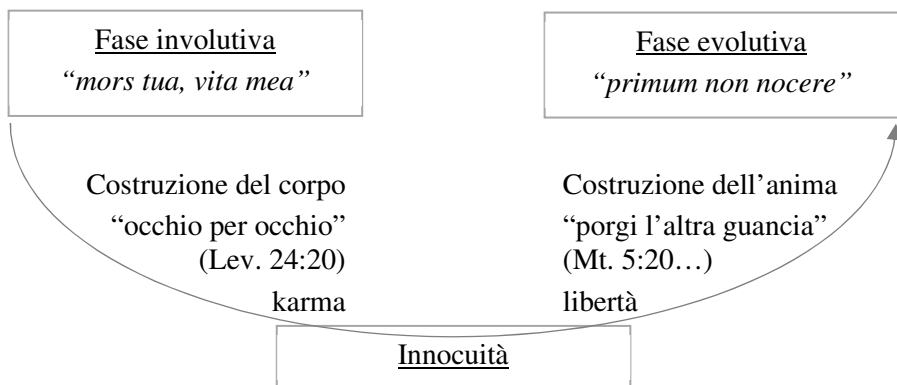 Fase involutiva
“mors tua, vita mea”
Fase evolutiva
“primum non nocere”
Costruzione del corpo
“occhio per occhio”
(Lev. 24:20)
karma
Costruzione dell’anima
“porgi l’altra guancia”
(Mt. 5:20…)
libertà
Innocuità